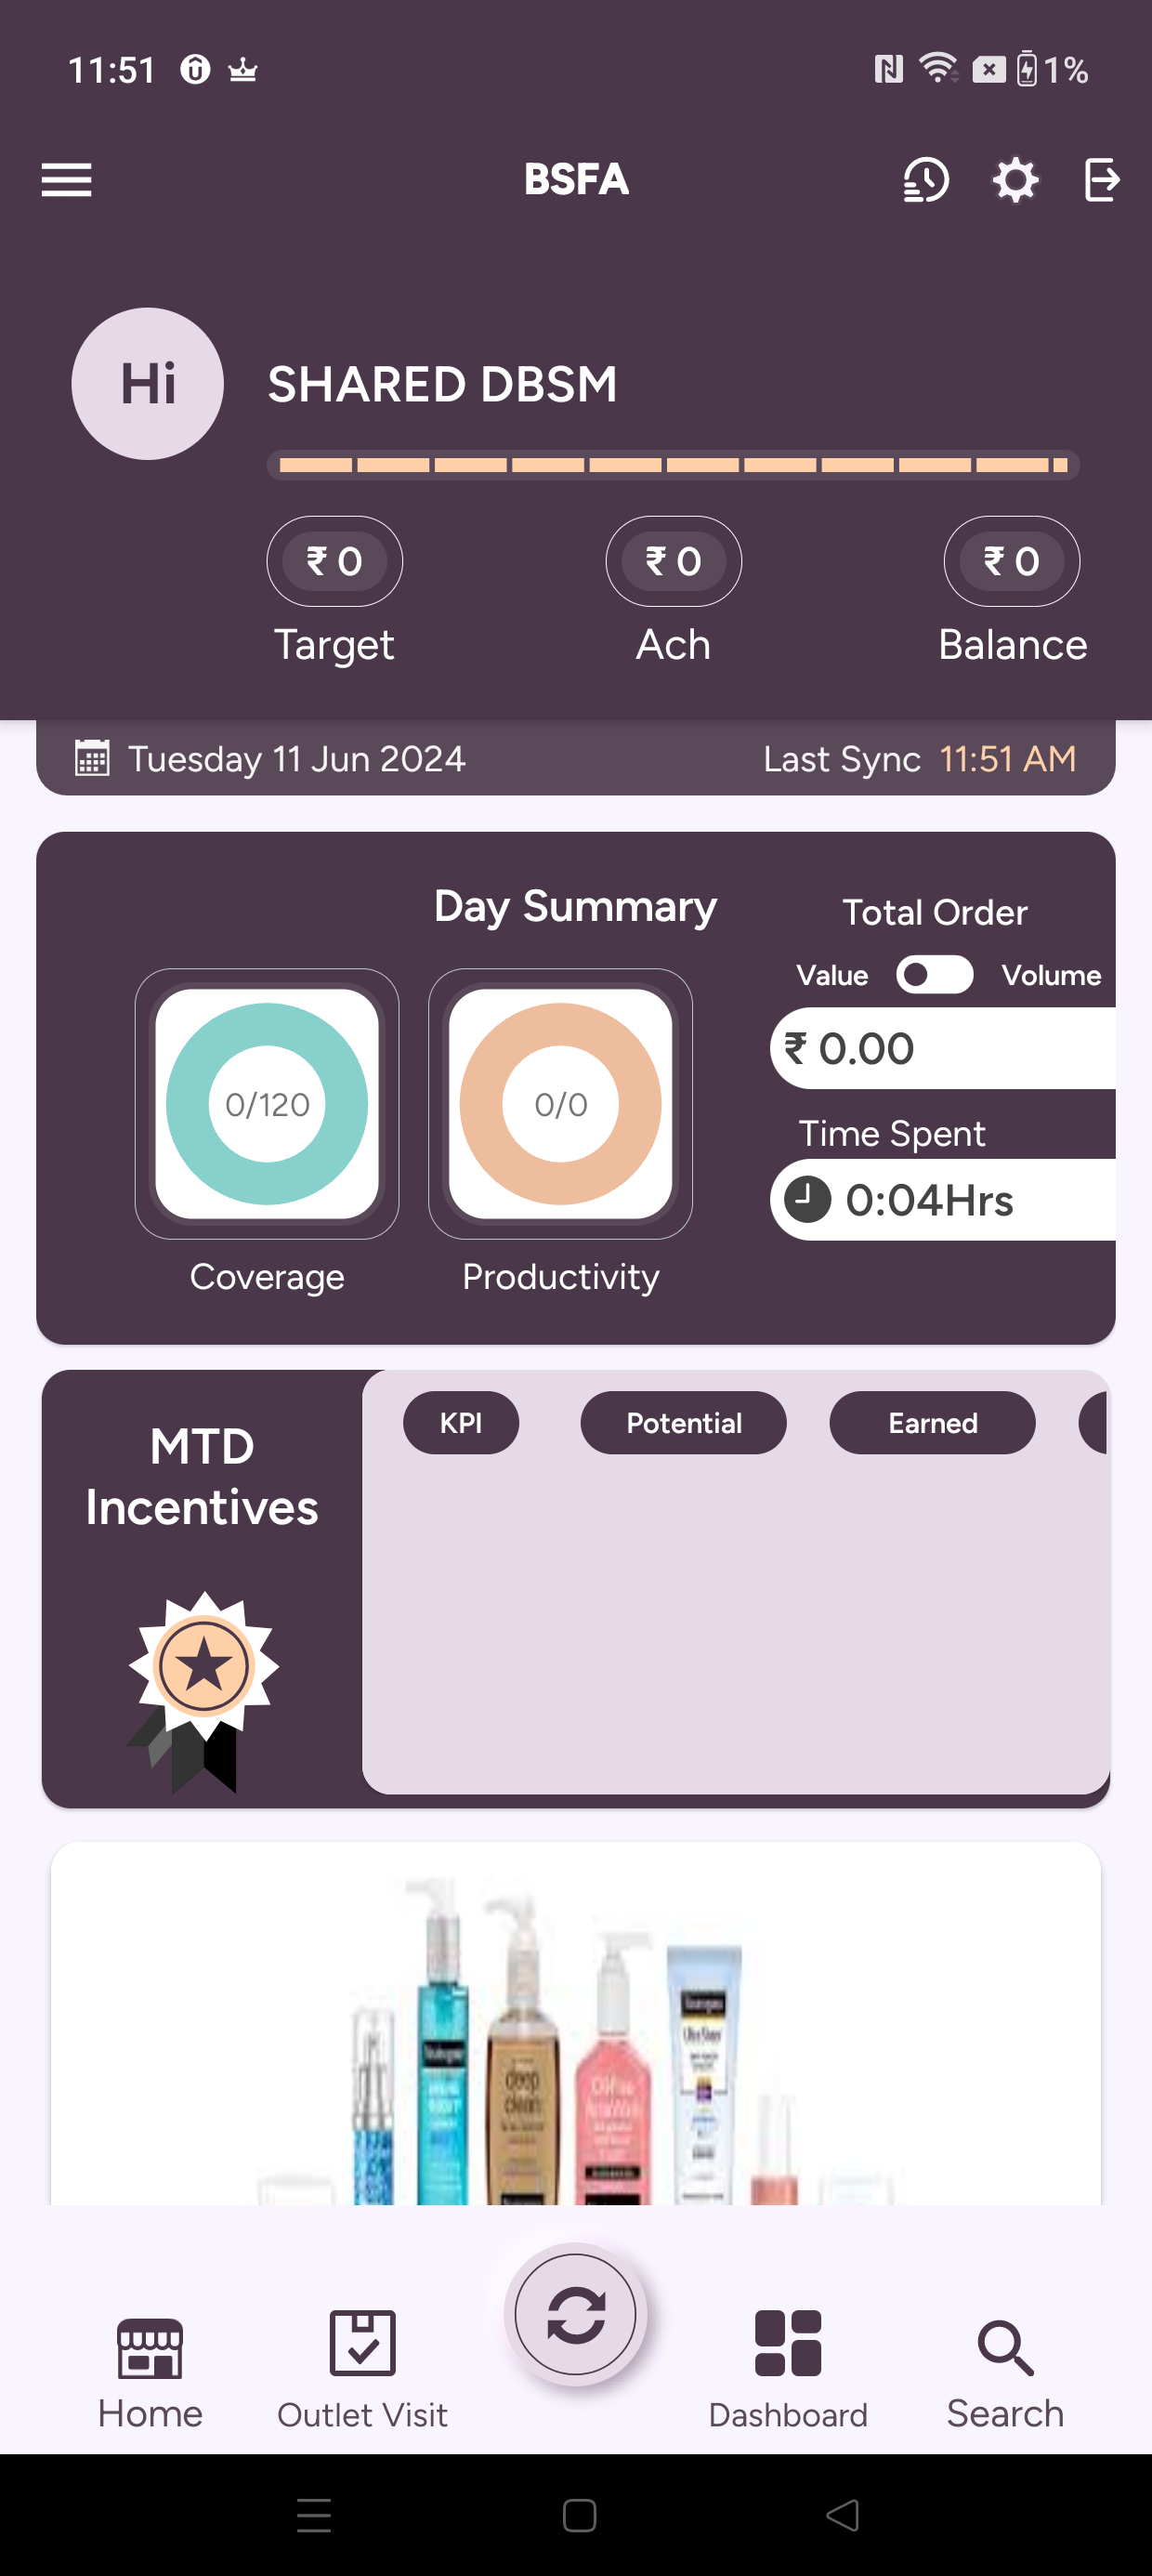 11:51
1%
BSFA
Hi
SHARED DBSM
₹ 0
₹ 0
₹ 0
Target
Ach
Balance
Tuesday 11 Jun 2024
Last Sync 11:51 AM
Day Summary
Total Order
Value
Volume
₹ 0.00
0/120
0/0
Time Spent
0:04Hrs
Coverage
Productivity
MTD
Incentives
KPI
Potential
Earned
deep
clean
Home
Outlet Visit
Dashboard
Search